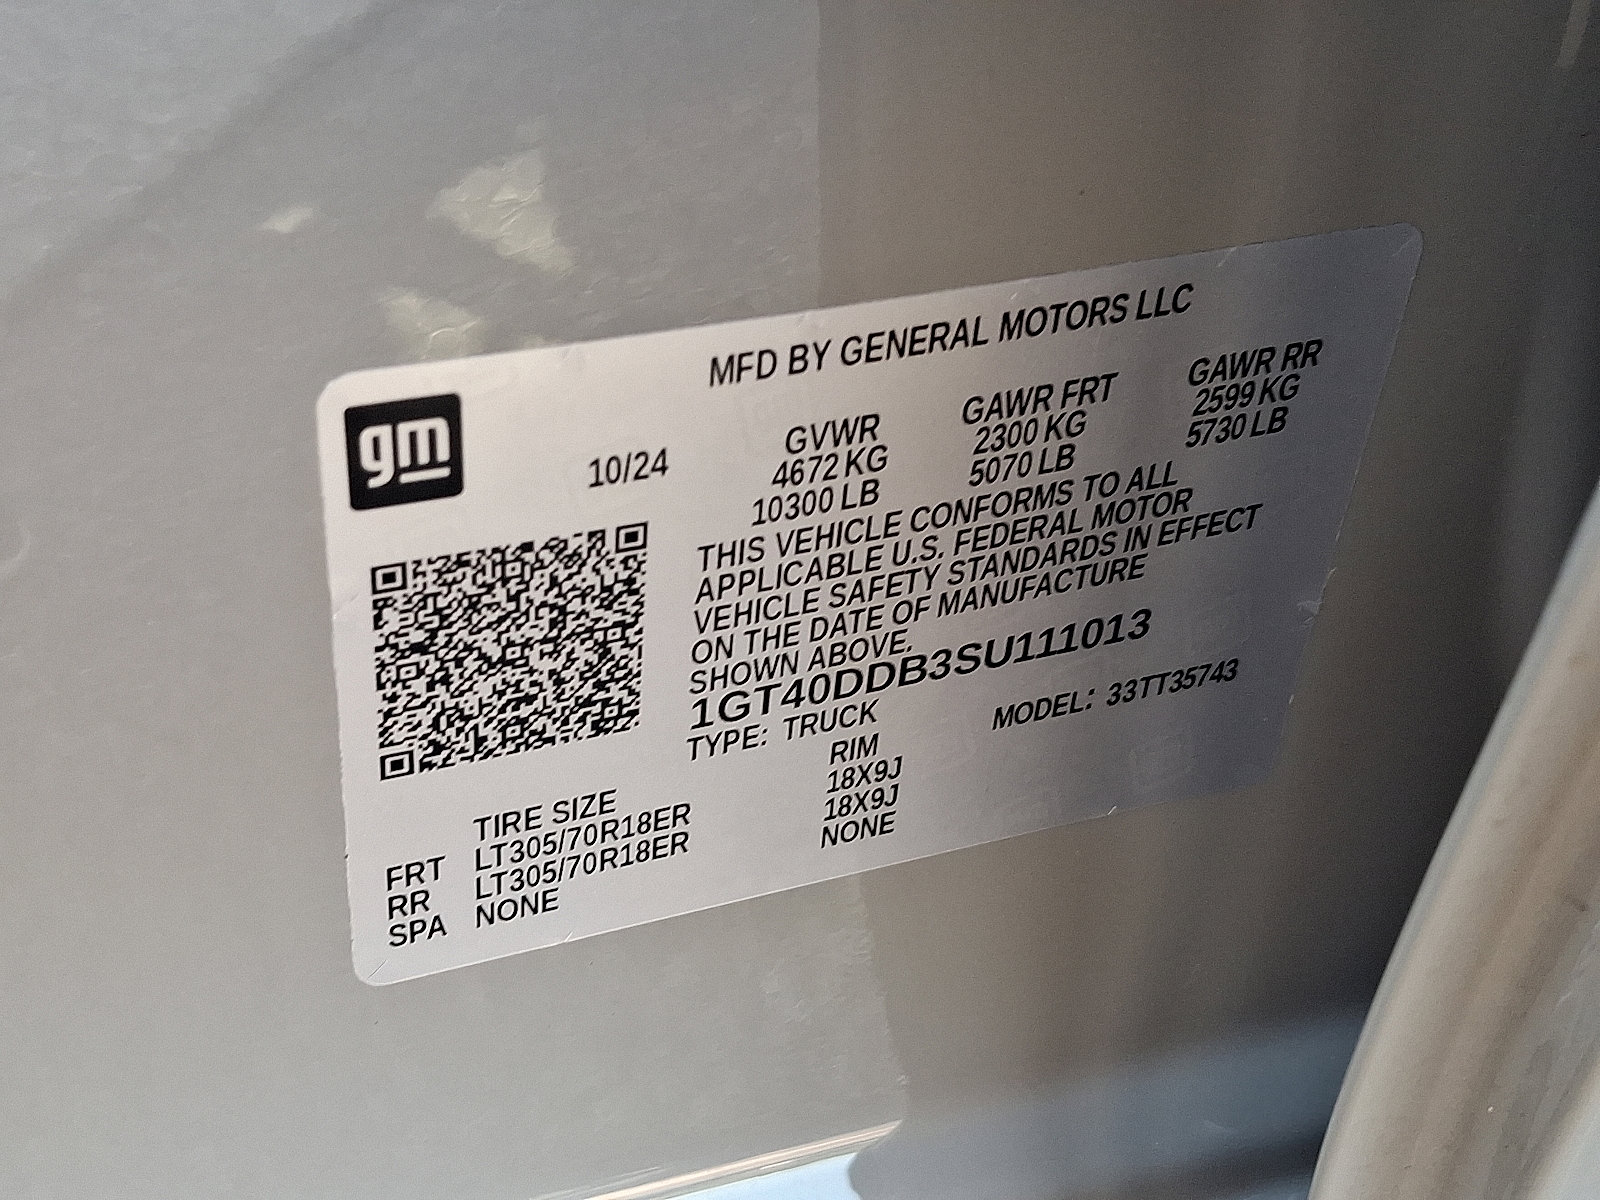 MFD BY GENERAL MOTORS LLC
gm
10/24
GVWR GAWR FRT GAWR RR
4672 KG 2300 KG 2599 KG
10300 LB 5070 LB 5730 LB
THIS VEHICLE CONFORMS TO ALL
APPLICABLE U.S. FEDERAL MOTOR
VEHICLE SAFETY STANDARDS IN EFFECT
ON THE DATE OF MANUFACTURE
SHOWN ABOVE.
1GT40DDB3SU111013
TYPE: TRUCK MODEL: 33TT35743
TIRE SIZE RIM
FRT LT305/70R18ER 18X9J
RR LT305/70R18ER 18X9J
SPA NONE NONE